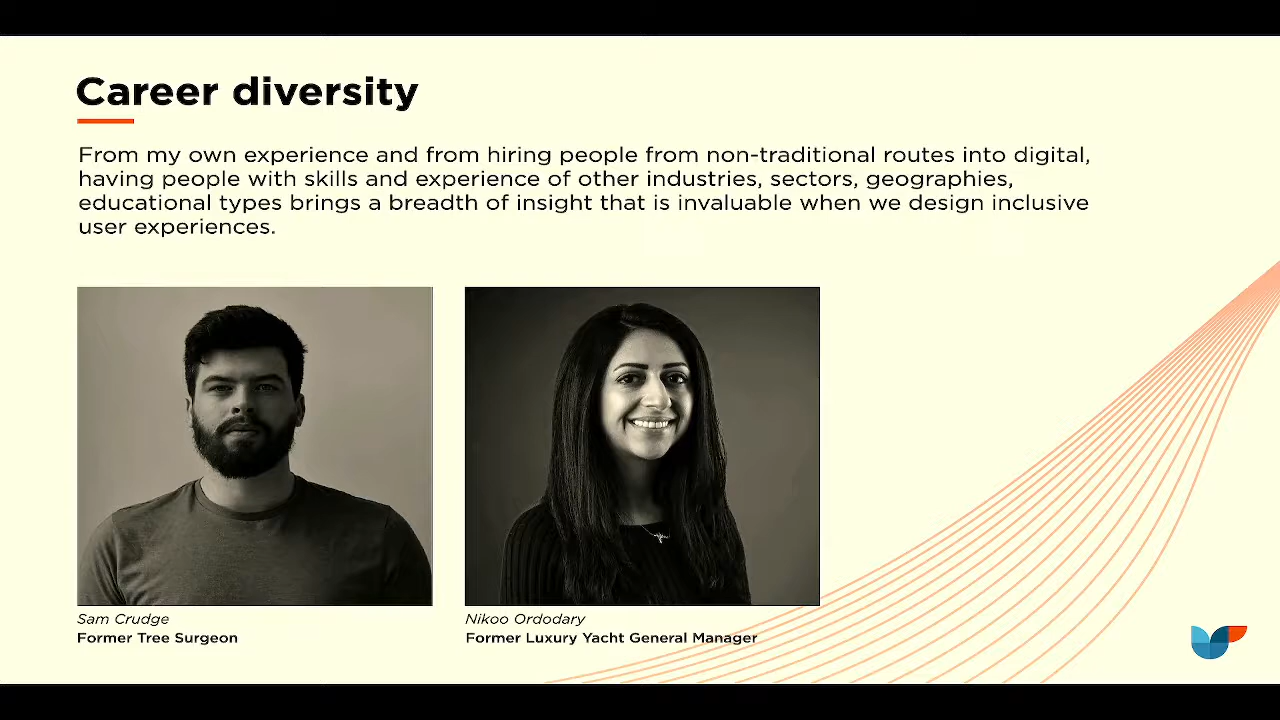 Career diversity
From my own experience and from hiring people from non-traditional routes into digital,
having people with skills and experience of other industries, sectors, geographies,
educational types brings a breadth of insight that is invaluable when we design inclusive
user experiences.
Sam Crudge
Former Tree Surgeon
Nikoo Ordodary
Former Luxury Yacht General Manager